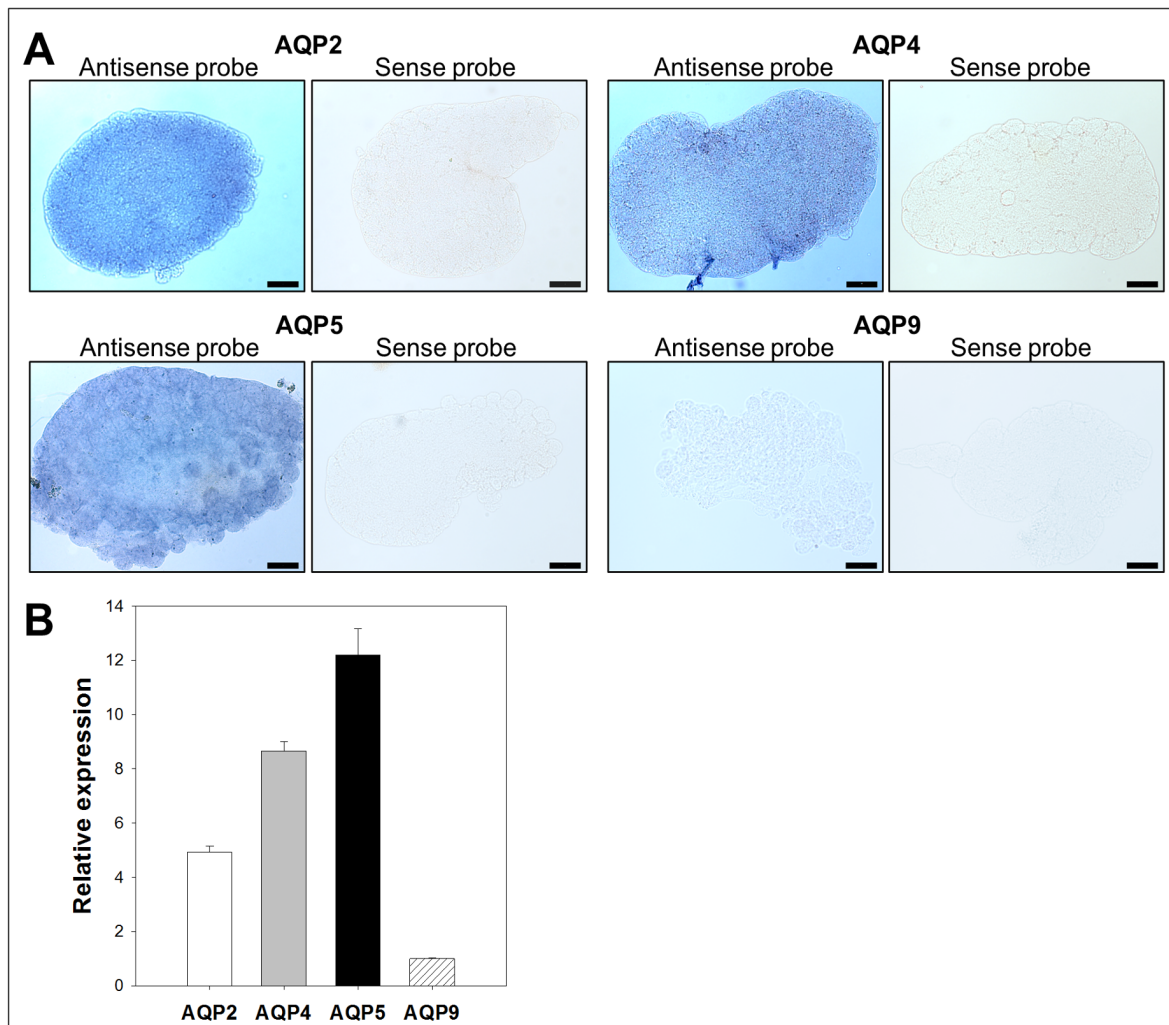 A
AQP2
AQP4
Antisense probe
Sense probe
Antisense probe
Sense probe
AQP5
AQP9
Antisense probe
Sense probe
Antisense probe
Sense probe
B
14
12
10
8
6
4
2
0
Relative expression
AQP2
AQP4
AQP5
AQP9